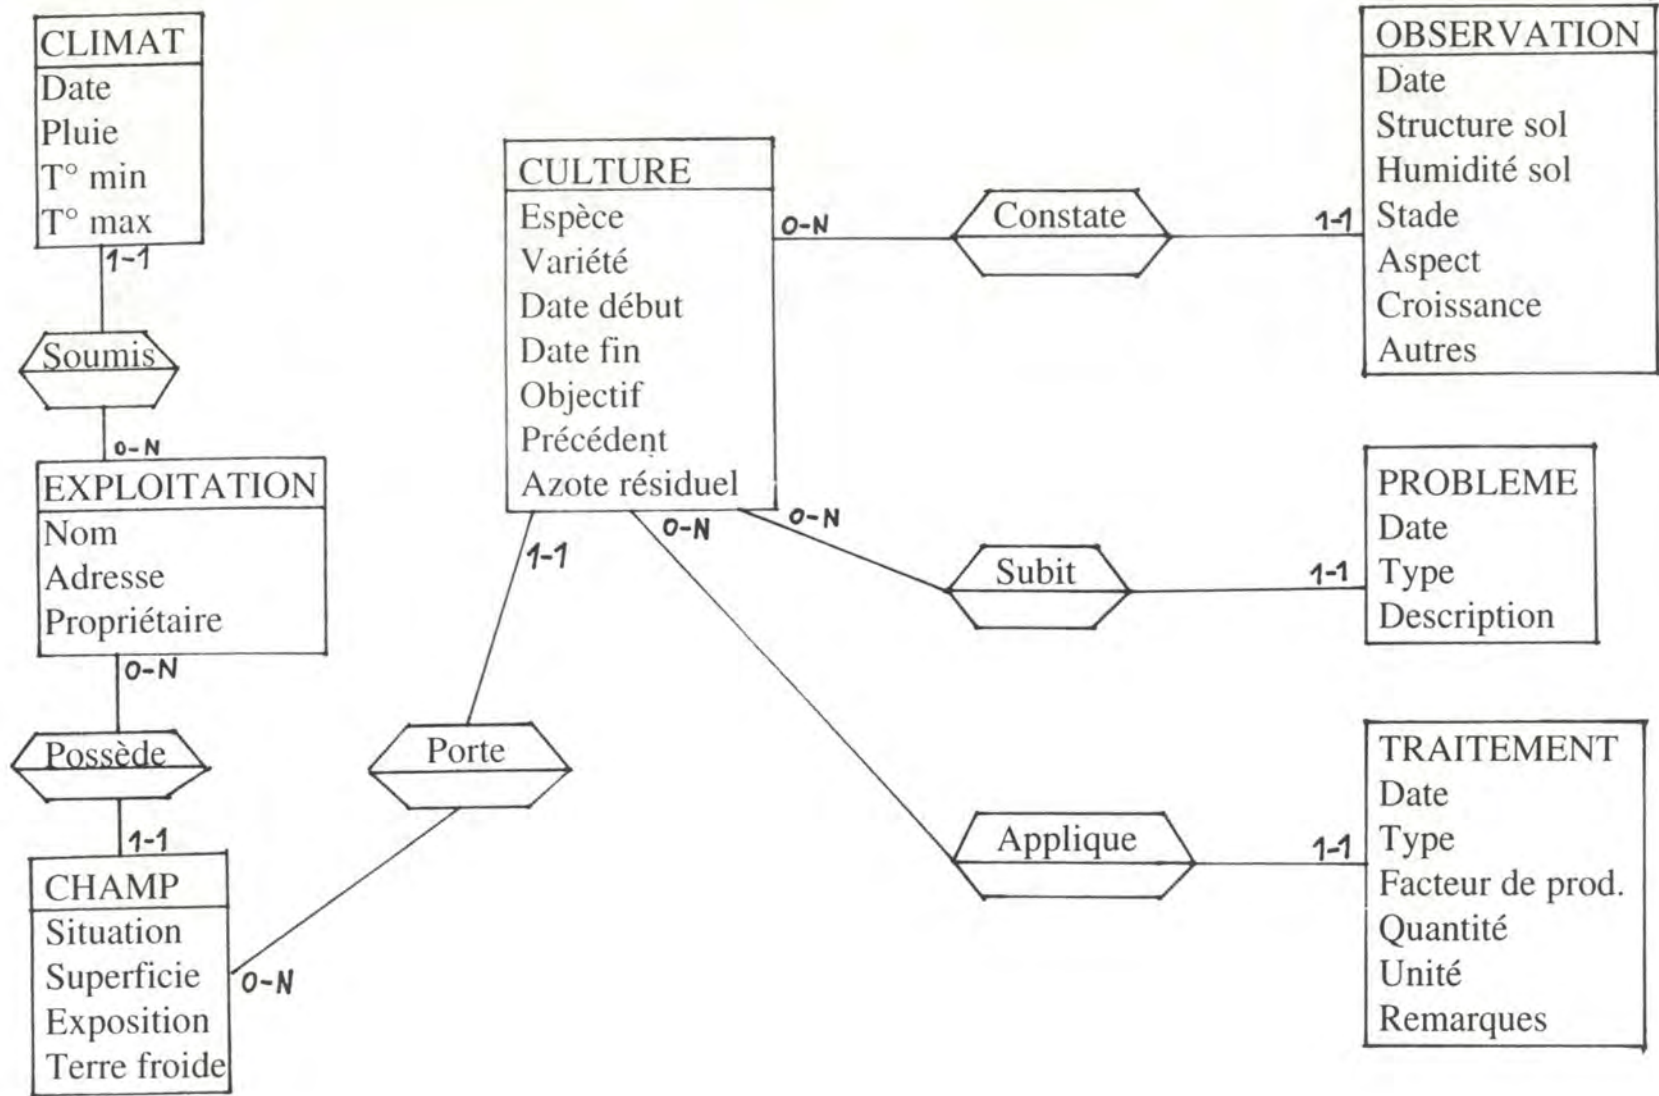 CLIMAT
Date
Pluie
T° min
T° max
1-1
Soumis
0-N
EXPLOITATION
Nom
Adresse
Propriétaire
0-N
Possède
1-1
CHAMP
Situation
Superficie
Exposition
Terre froide
0-N
Porte
1-1
CULTURE
Espèce
Variété
Date début
Date fin
Objectif
Précédent
Azote résiduel
0-N
Constate
1-1
OBSERVATION
Date
Structure sol
Humidité sol
Stade
Aspect
Croissance
Autres
0-N
Subit
1-1
PROBLEME
Date
Type
Description
0-N
Applique
1-1
TRAITEMENT
Date
Type
Facteur de prod.
Quantité
Unité
Remarques